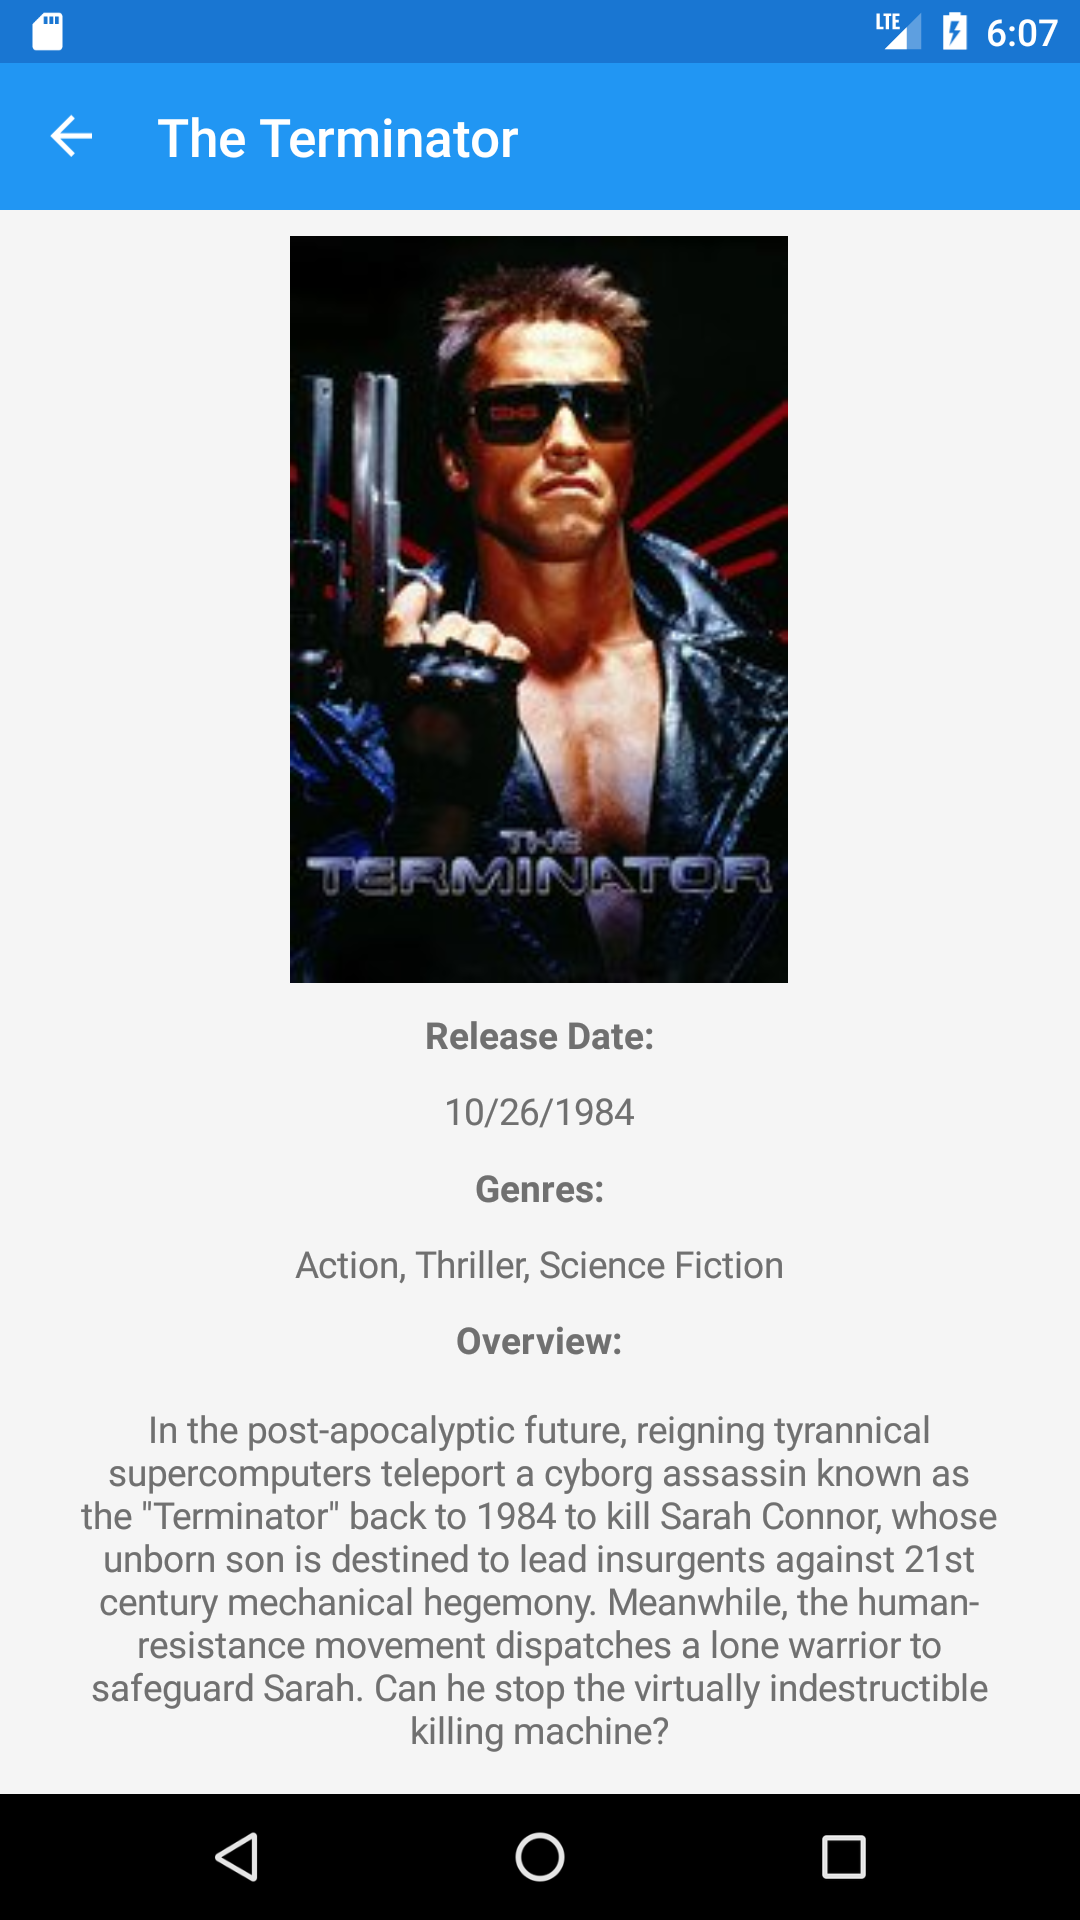 LTE 6:07
The Terminator
THE
TERMINATOR
Release Date:
10/26/1984
Genres:
Action, Thriller, Science Fiction
Overview:
In the post-apocalyptic future, reigning tyrannical
supercomputers teleport a cyborg assassin known as
the "Terminator" back to 1984 to kill Sarah Connor, whose
unborn son is destined to lead insurgents against 21st
century mechanical hegemony. Meanwhile, the human-
resistance movement dispatches a lone warrior to
safeguard Sarah. Can he stop the virtually indestructible
killing machine?